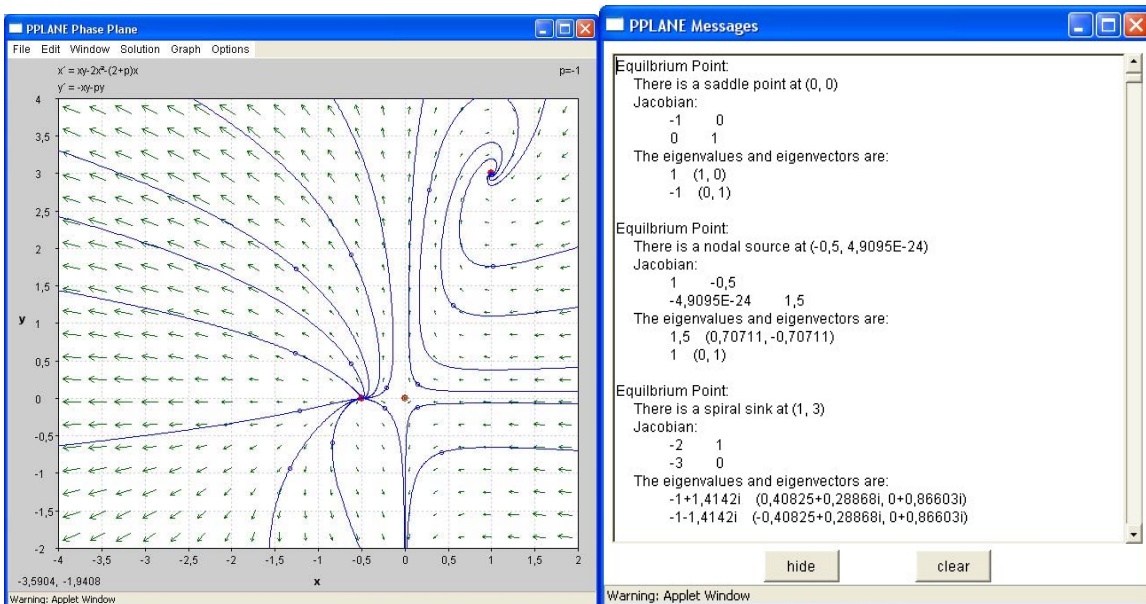 PPLANE Phase Plane
File Edit Window Solution Graph Options
x´ = xy-2x²-(2+p)x
p=-1
y´ = -xy-py
4
3,5
3
2,5
2
1,5
y
1
0,5
0
-0,5
-1
-1,5
-2
-4 -3,5 -3 -2,5 -2 -1,5 -1 -0,5 0 0,5 1 1,5 2
-3,5904, -1,9408
x
Warning: Applet Window
PPLANE Messages
Equilbrium Point:
There is a saddle point at (0, 0)
Jacobian:
-1 0
0 1
The eigenvalues and eigenvectors are:
1 (1, 0)
-1 (0, 1)
Equilbrium Point:
There is a nodal source at (-0,5, 4,9095E-24)
Jacobian:
1 -0,5
-4,9095E-24 1,5
The eigenvalues and eigenvectors are:
1,5 (0,70711, -0,70711)
1 (0, 1)
Equilbrium Point:
There is a spiral sink at (1, 3)
Jacobian:
-2 1
-3 0
The eigenvalues and eigenvectors are:
-1+1,4142i (0,40825+0,28868i, 0+0,86603i)
-1-1,4142i (-0,40825+0,28868i, 0+0,86603i)
hide clear
Warning: Applet Window